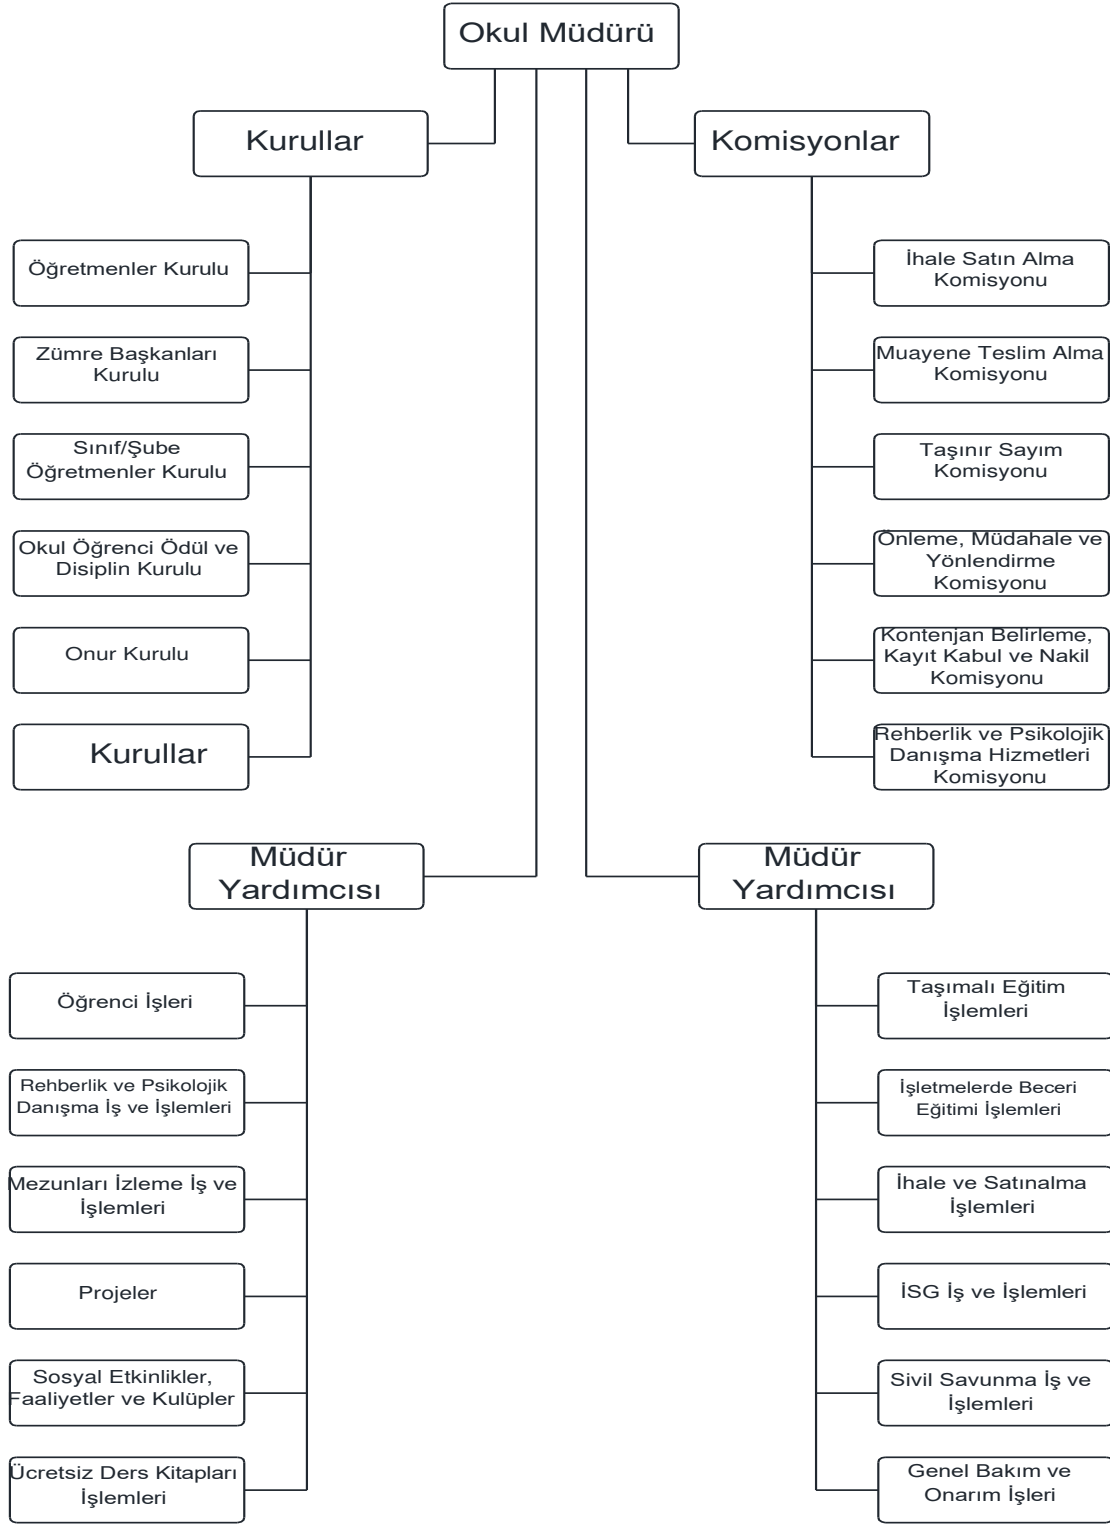 Okul Müdürü
Kurullar
Öğretmenler Kurulu
Zümre Başkanları
Kurulu
Sınıf/Şube
Öğretmenler Kurulu
Okul Öğrenci Ödül ve
Disiplin Kurulu
Onur Kurulu
Kurullar
Komisyonlar
İhale Satın Alma
Komisyonu
Muayene Teslim Alma
Komisyonu
Taşınır Sayım
Komisyonu
Önleme, Müdahale ve
Yönlendirme
Komisyonu
Kontenjan Belirleme,
Kayıt Kabul ve Nakil
Komisyonu
Rehberlik ve Psikolojik
Danışma Hizmetleri
Komisyonu
Müdür
Yardımcısı
Öğrenci İşleri
Rehberlik ve Psikolojik
Danışma İş ve İşlemleri
Mezunları İzleme İş ve
İşlemleri
Projeler
Sosyal Etkinlikler,
Faaliyetler ve Kulüpler
Ücretsiz Ders Kitapları
İşlemleri
Müdür
Yardımcısı
Taşımalı Eğitim
İşlemleri
İşletmelerde Beceri
Eğitimi İşlemleri
İhale ve Satınalma
İşlemleri
İSG İş ve İşlemleri
Sivil Savunma İş ve
İşlemleri
Genel Bakım ve
Onarım İşleri